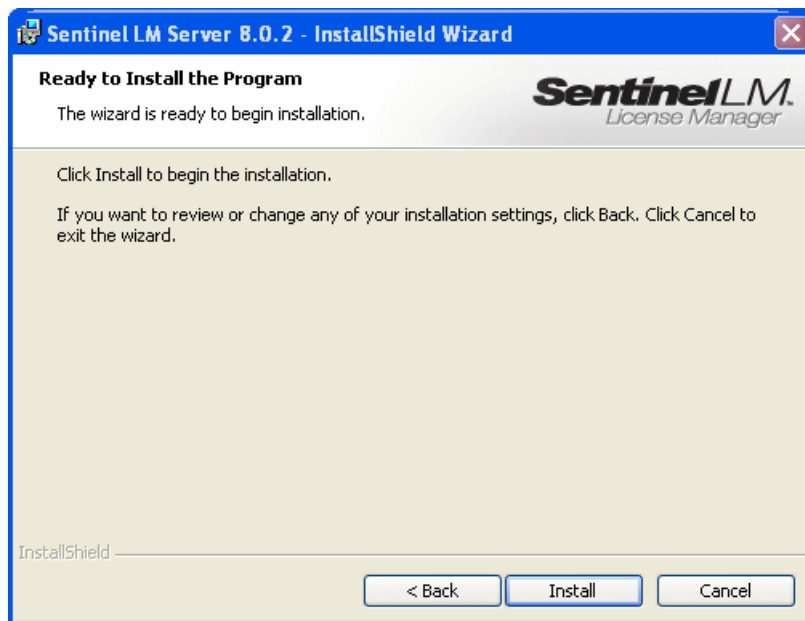 Sentinel LM Server 8.0.2 - InstallShield Wizard
Ready to Install the Program
The wizard is ready to begin installation.
SentinelLM.
License Manager
Click Install to begin the installation.
If you want to review or change any of your installation settings, click Back. Click Cancel to
exit the wizard.
InstallShield
< Back
Install
Cancel